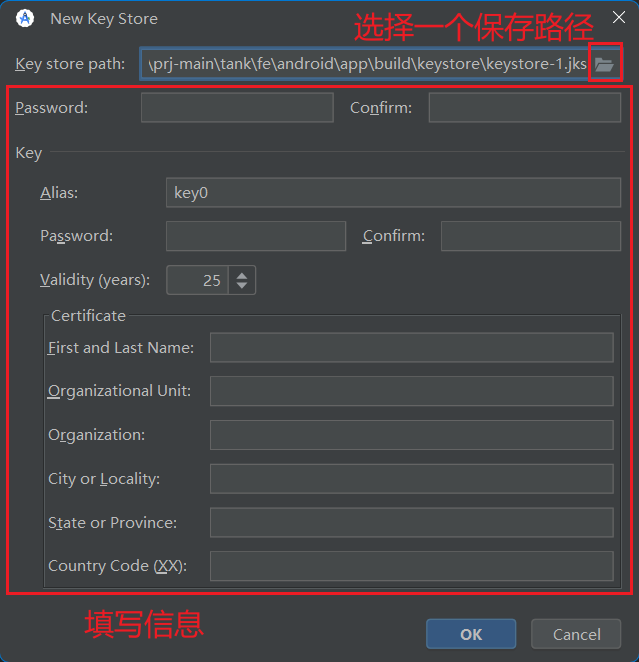 New Key Store
选择一个保存路径
Key store path: \prj-main\tank\fe\android\app\build\keystore\keystore-1.jks
Password: Confirm:
Key
Alias: key0
Password: Confirm:
Validity (years): 25
Certificate
First and Last Name:
Organizational Unit:
Organization:
City or Locality:
State or Province:
Country Code (XX):
填写信息
OK Cancel